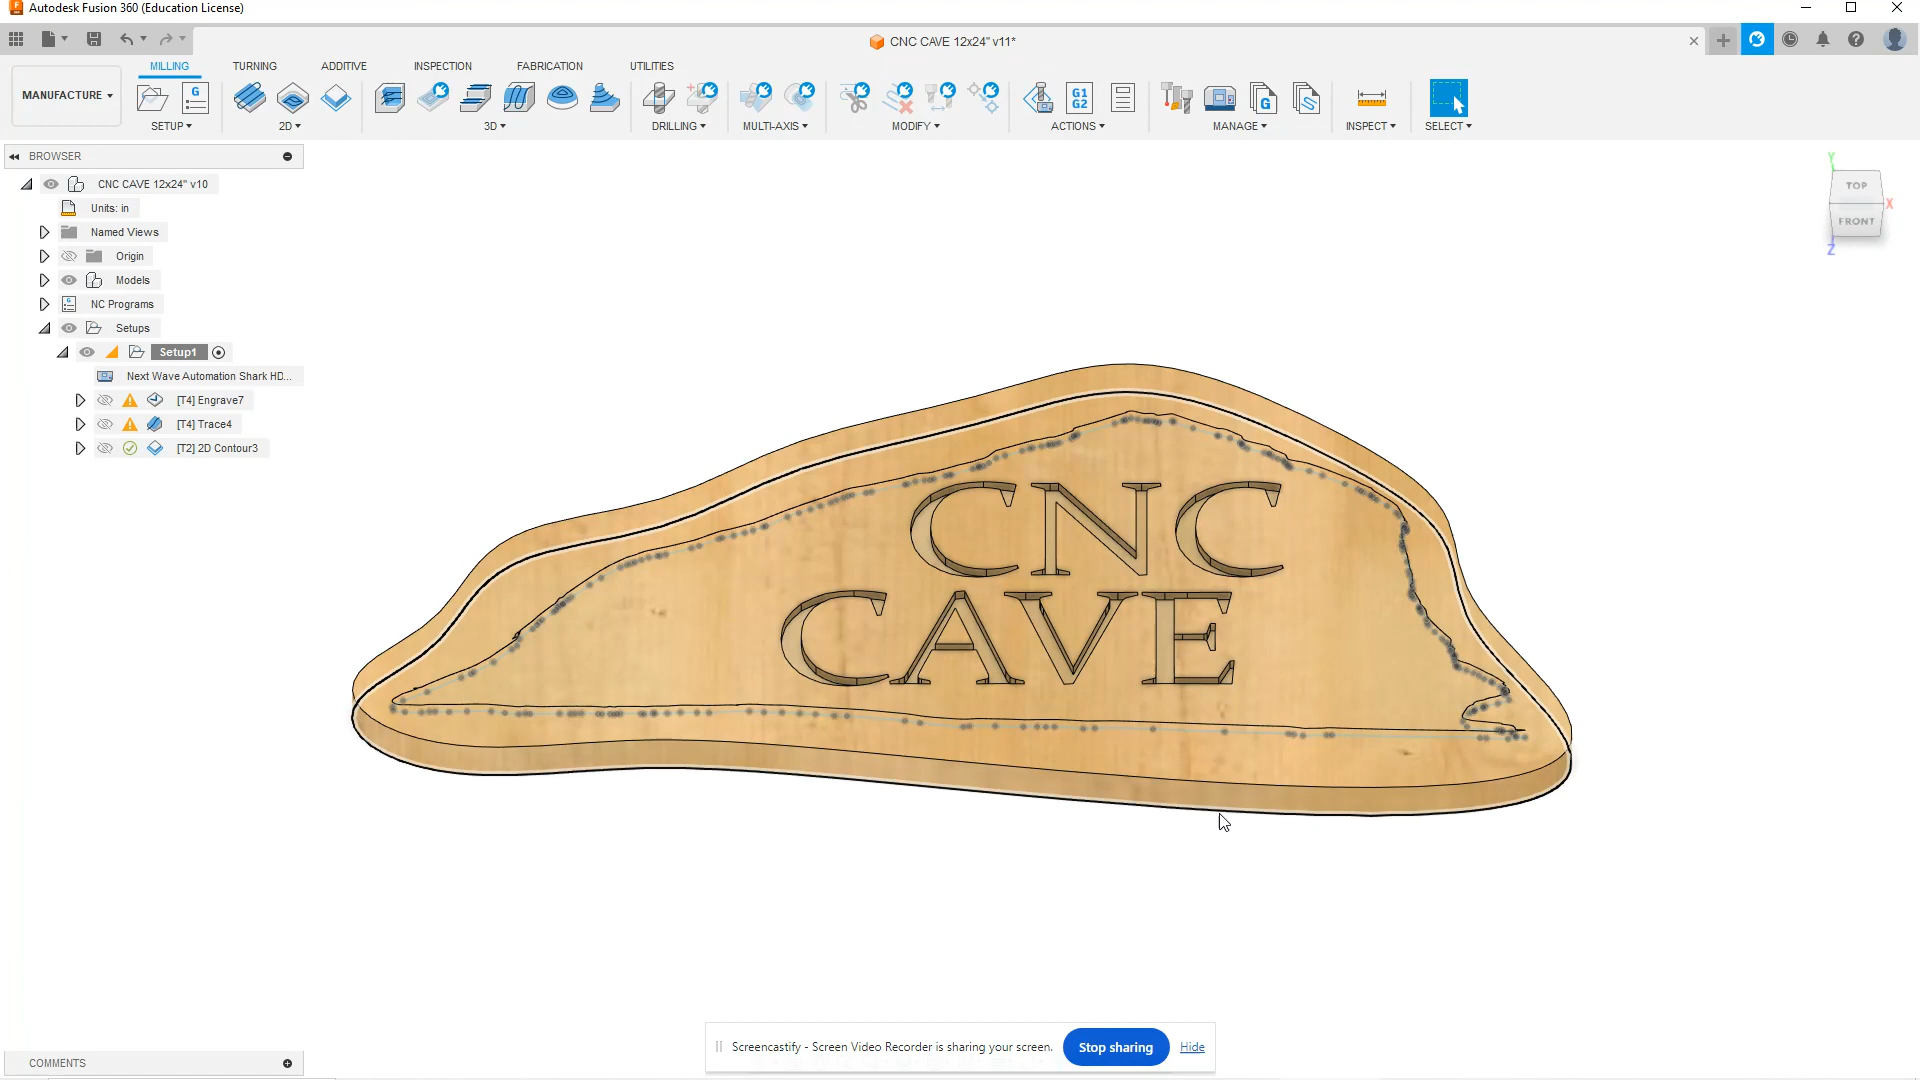 Autodesk Fusion 360 (Education License)
CNC CAVE 12x24" v11*
MILLING
TURNING
ADDITIVE
INSPECTION
FABRICATION
UTILITIES
MANUFACTURE
G
G1
G2
G
SETUP
2D
3D
DRILLING
MULTI-AXIS
MODIFY
ACTIONS
MANAGE
INSPECT
SELECT
BROWSER
CNC CAVE 12x24" v10
Units: in
Named Views
Origin
Models
NC Programs
Setups
Setup1
Next Wave Automation Shark HD...
[T4] Engrave7
[T4] Trace4
[T2] 2D Contour3
Y
TOP
X
FRONT
Z
CNC
CAVE
Screencastify - Screen Video Recorder is sharing your screen.
Stop sharing
Hide
COMMENTS